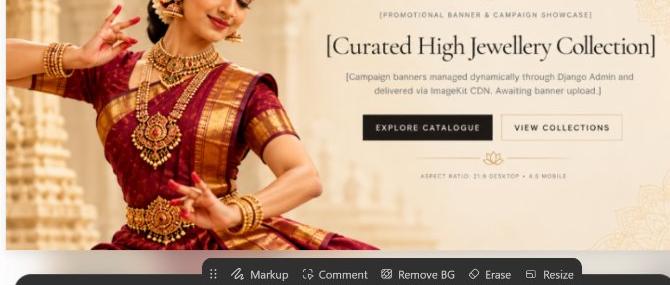 [PROMOTIONAL BANNER & CAMPAIGN SHOWCASE]
[Curated High Jewellery Collection]
[Campaign banners managed dynamically through Django Admin and
delivered via ImageKit CDN. Awaiting banner upload.]
EXPLORE CATALOGUE
VIEW COLLECTIONS
ASPECT RATIO: 21:9 DESKTOP • 4:5 MOBILE
Markup
Comment
Remove BG
Erase
Resize